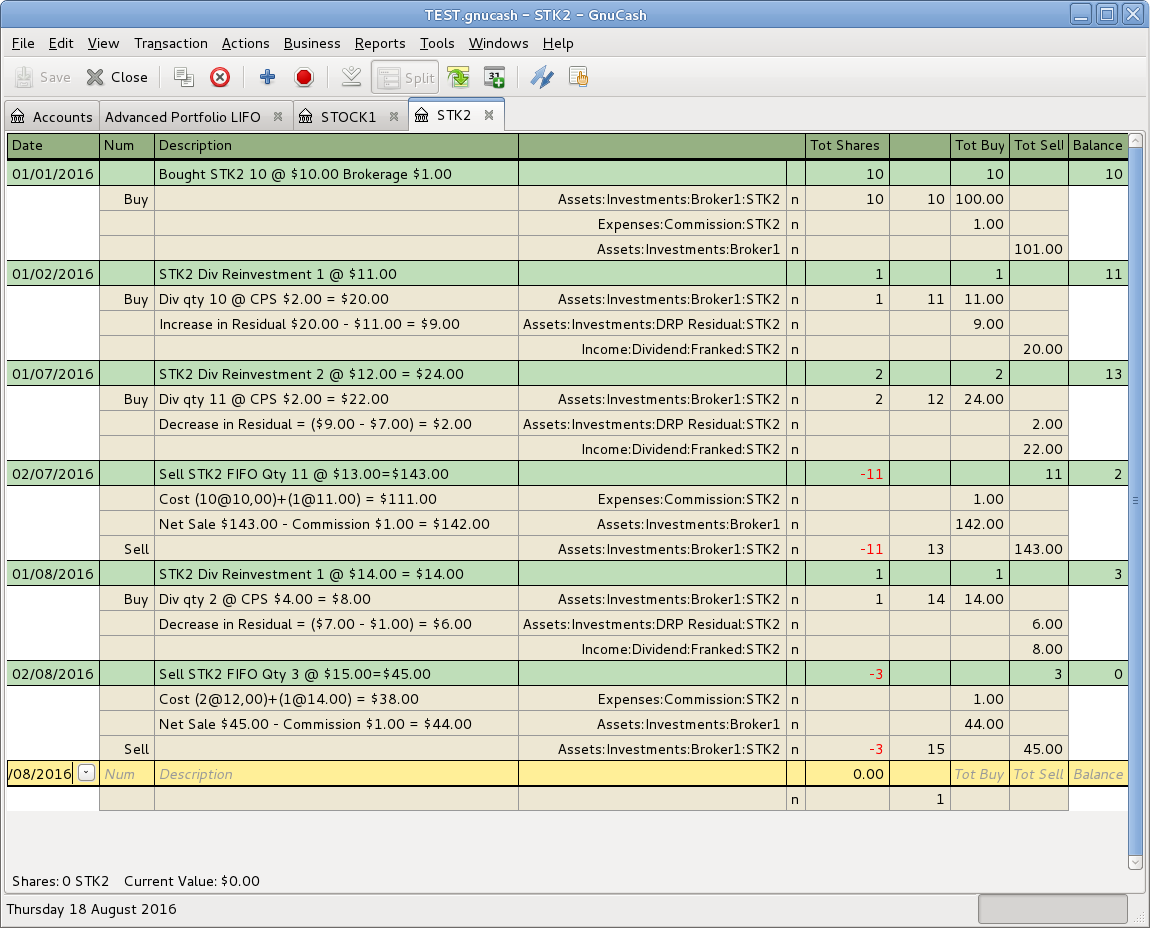 TEST.gnucash - STK2 - GnuCash
File Edit View Transaction Actions Business Reports Tools Windows Help
Save Close Split 31
Accounts Advanced Portfolio LIFO STOCK1 STK2
Date Num Description Tot Shares Tot Buy Tot Sell Balance
01/01/2016 Bought STK2 10 @ $10.00 Brokerage $1.00 10 10 10
Buy Assets:Investments:Broker1:STK2 n 10 10 100.00
Expenses:Commission:STK2 n 1.00
Assets:Investments:Broker1 n 101.00
01/02/2016 STK2 Div Reinvestment 1 @ $11.00 1 1 11
Buy Div qty 10 @ CPS $2.00 = $20.00 Assets:Investments:Broker1:STK2 n 1 11 11.00
Increase in Residual $20.00 - $11.00 = $9.00 Assets:Investments:DRP Residual:STK2 n 9.00
Income:Dividend:Franked:STK2 n 20.00
01/07/2016 STK2 Div Reinvestment 2 @ $12.00 = $24.00 2 2 13
Buy Div qty 11 @ CPS $2.00 = $22.00 Assets:Investments:Broker1:STK2 n 2 12 24.00
Decrease in Residual = ($9.00 - $7.00) = $2.00 Assets:Investments:DRP Residual:STK2 n 2.00
Income:Dividend:Franked:STK2 n 22.00
02/07/2016 Sell STK2 FIFO Qty 11 @ $13.00=$143.00 -11 11 2
Cost (10@10,00)+(1@11.00) = $111.00 Expenses:Commission:STK2 n 1.00
Net Sale $143.00 - Commission $1.00 = $142.00 Assets:Investments:Broker1 n 142.00
Sell Assets:Investments:Broker1:STK2 n -11 13 143.00
01/08/2016 STK2 Div Reinvestment 1 @ $14.00 = $14.00 1 1 3
Buy Div qty 2 @ CPS $4.00 = $8.00 Assets:Investments:Broker1:STK2 n 1 14 14.00
Decrease in Residual = ($7.00 - $1.00) = $6.00 Assets:Investments:DRP Residual:STK2 n 6.00
Income:Dividend:Franked:STK2 n 8.00
02/08/2016 Sell STK2 FIFO Qty 3 @ $15.00=$45.00 -3 3 0
Cost (2@12,00)+(1@14.00) = $38.00 Expenses:Commission:STK2 n 1.00
Net Sale $45.00 - Commission $1.00 = $44.00 Assets:Investments:Broker1 n 44.00
Sell Assets:Investments:Broker1:STK2 n -3 15 45.00
/08/2016 Num Description 0.00 Tot Buy Tot Sell Balance
n 1
Shares: 0 STK2 Current Value: $0.00
Thursday 18 August 2016